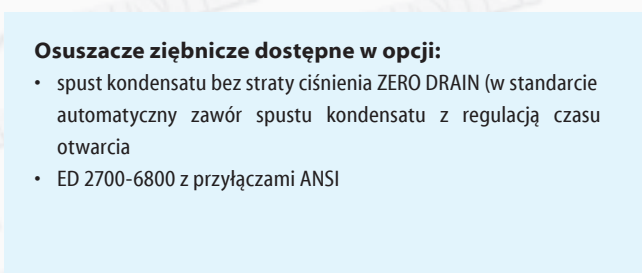 Osuszacze ziębnicze dostępne w opcji:
• spust kondensatu bez straty ciśnienia ZERO DRAIN (w standarcie
automatyczny zawór spustu kondensatu z regulacją czasu
otwarcia
• ED 2700-6800 z przyłączami ANSI